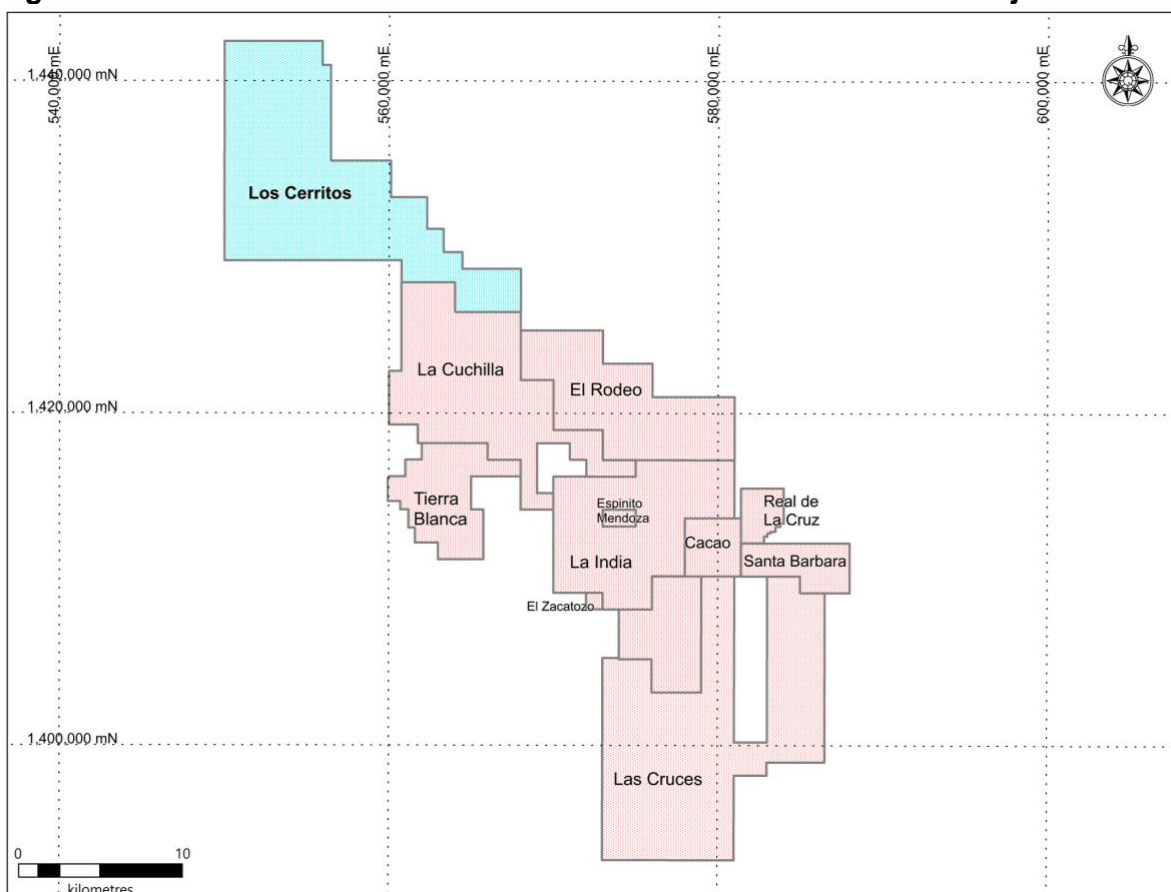 1,440,000 mN
540,000 mE
560,000 mE
580,000 mE
600,000 mE
Los Cerritos
La Cuchilla
El Rodeo
1,420,000 mN
Tierra
Blanca
Espinito
Mendoza
Real de
La Cruz
Cacao
La India
Santa Barbara
El Zacatozo
1,400,000 mN
Las Cruces
0 10
kilometres